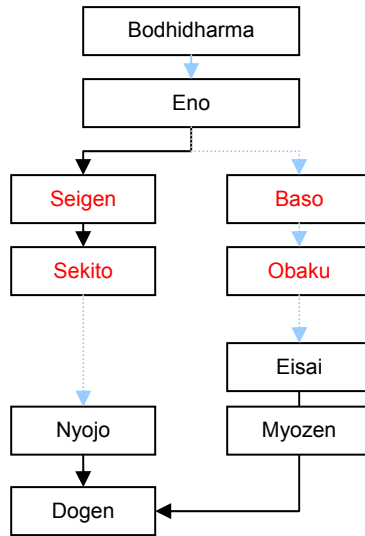 Bodhidharma
Eno
Seigen
Baso
Sekito
Obaku
Eisai
Nyojo
Myozen
Dogen